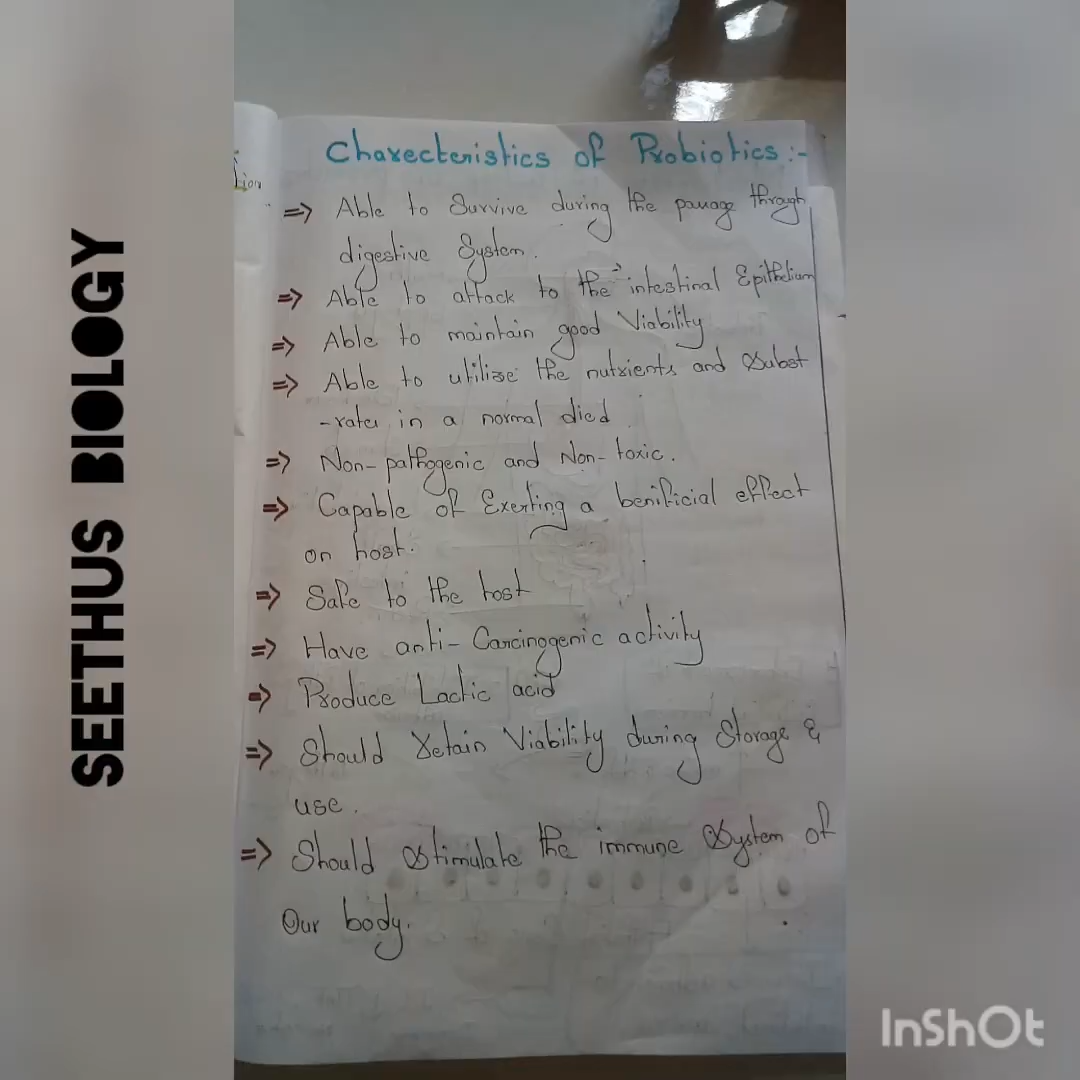 SEETHUS BIOLOGY
tion
Charecteristics of Probiotics :-
=> Able to Survive during the passage through
digestive System.
=> Able to attack to the intestinal Epithelium
=> Able to maintain good Viability
=> Able to utilize the nutrients and Subst
-rates in a normal died
=> Non-pathogenic and Non-toxic.
=> Capable of Exerting a benificial effect
on host.
=> Safe to the host
=> Have anti-Carcinogenic activity
=> Produce Lactic acid
=> Should retain Viability during Storage &
use.
=> Should Stimulate the immune System of
Our body.
InShOt